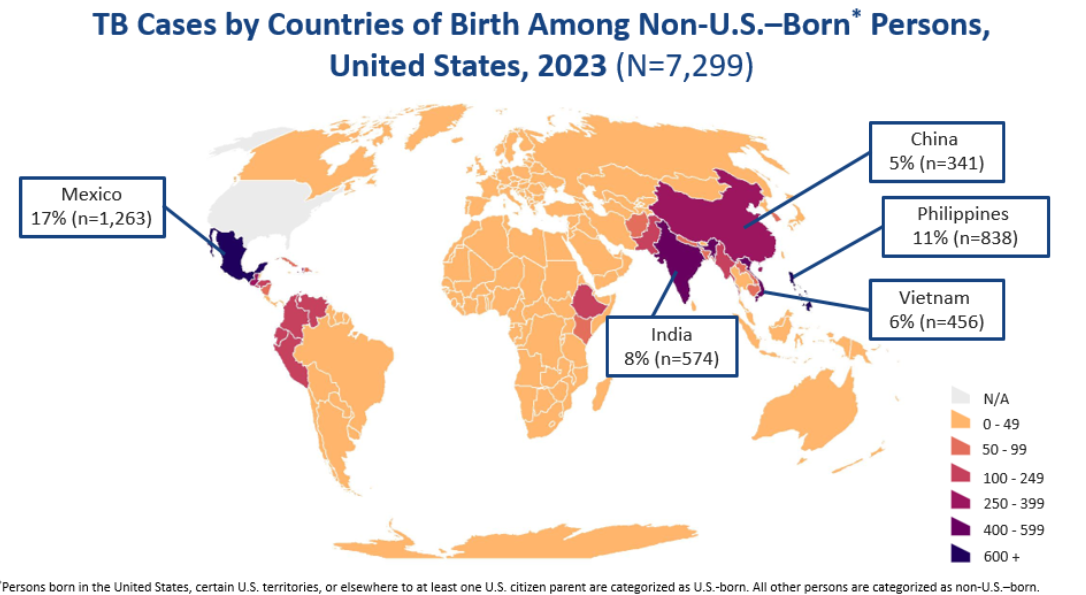 TB Cases by Countries of Birth Among Non-U.S.–Born* Persons,
United States, 2023 (N=7,299)
China
5% (n=341)
Mexico
17% (n=1,263)
Philippines
11% (n=838)
Vietnam
6% (n=456)
India
8% (n=574)
N/A
0 - 49
50 - 99
100 - 249
250 - 399
400 - 599
600 +
*Persons born in the United States, certain U.S. territories, or elsewhere to at least one U.S. citizen parent are categorized as U.S.-born. All other persons are categorized as non-U.S.–born.